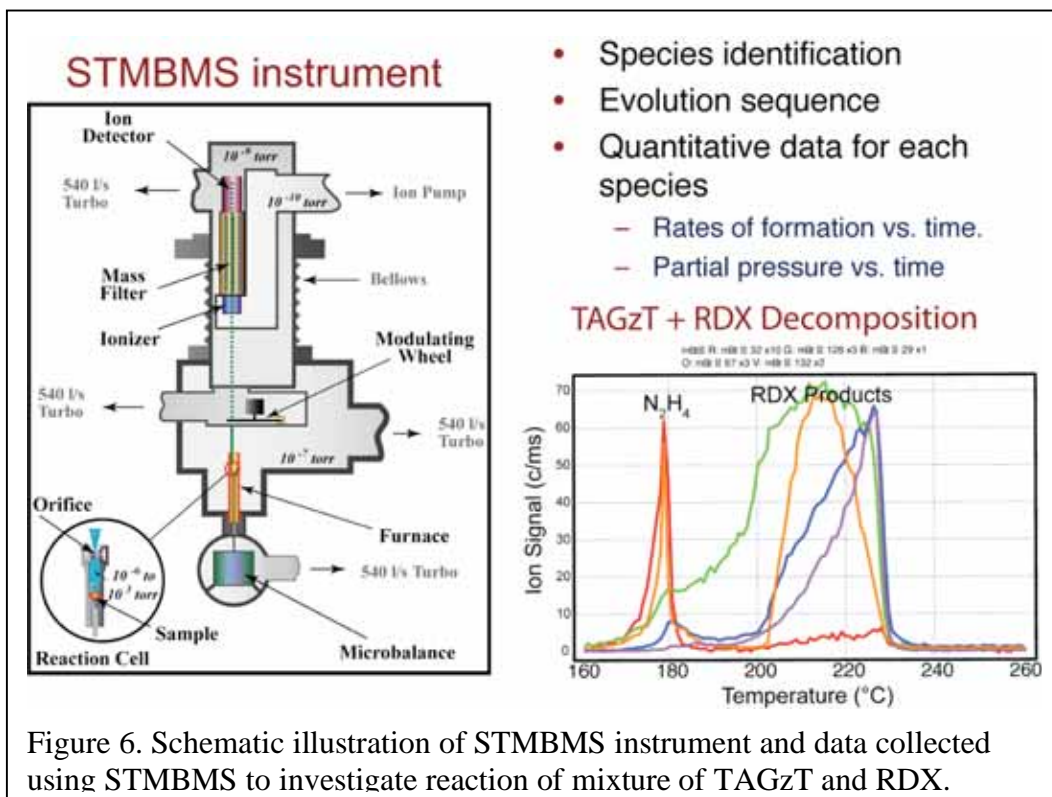 STMBMS instrument
Ion
Detector
10⁻⁸ torr
540 l/s
Turbo
Ion Pump
10⁻¹⁰ torr
Mass
Filter
Bellows
Ionizer
Modulating
Wheel
540 l/s
Turbo
540 l/s
Turbo
10⁻⁷ torr
Orifice
Furnace
10⁻⁶ to
10³ torr
540 l/s Turbo
Sample
Reaction Cell
Microbalance
• Species identification
• Evolution sequence
• Quantitative data for each
species
– Rates of formation vs. time.
– Partial pressure vs. time
TAGzT + RDX Decomposition
N₂H₄
RDX Products
Ion Signal (c/ms)
70
60
50
40
30
20
10
0
160 180 200 220 240 260
Temperature (°C)
Figure 6. Schematic illustration of STMBMS instrument and data collected
using STMBMS to investigate reaction of mixture of TAGzT and RDX.